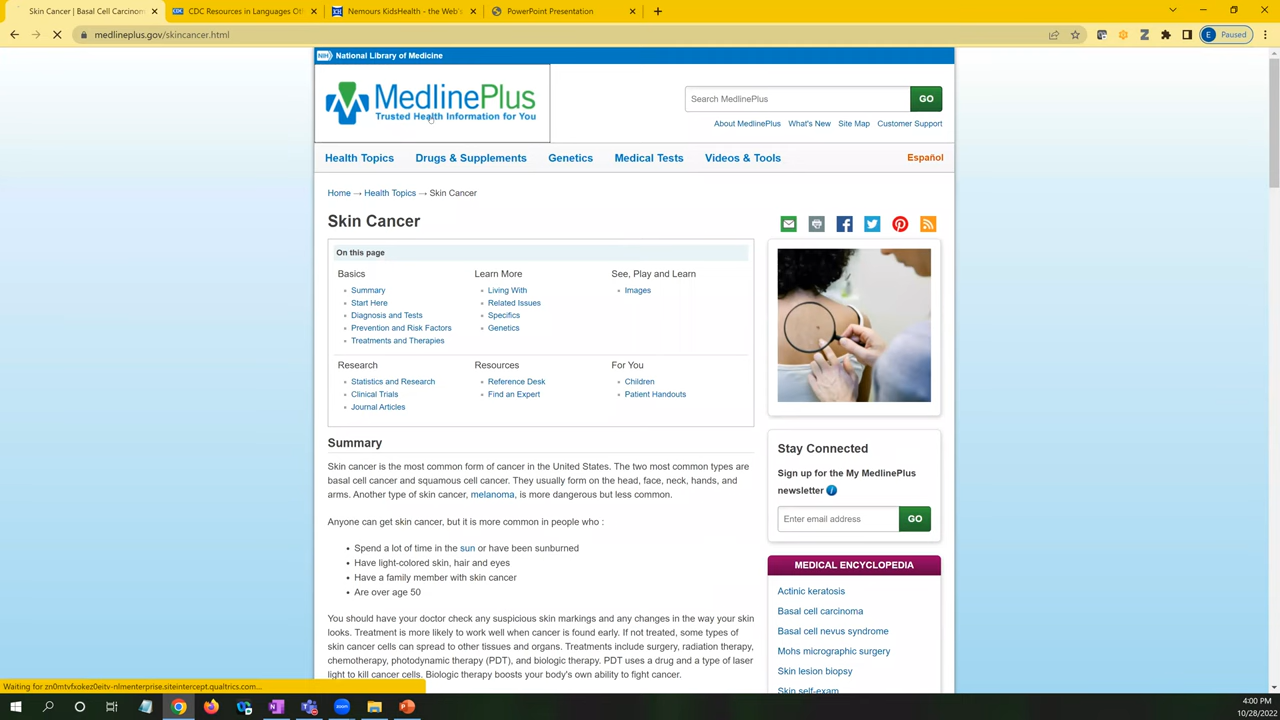 Skin Cancer | Basal Cell Carcinom
CDC Resources in Languages Oth
Nemours KidsHealth - the Web's
PowerPoint Presentation
Paused
medlineplus.gov/skincancer.html
NIH National Library of Medicine
MedlinePlus
Trusted Health Information for You
Search MedlinePlus
GO
About MedlinePlus What's New Site Map Customer Support
Health Topics Drugs & Supplements Genetics Medical Tests Videos & Tools Español
Home → Health Topics → Skin Cancer
Skin Cancer
On this page
Basics
Summary
Start Here
Diagnosis and Tests
Prevention and Risk Factors
Treatments and Therapies
Learn More
Living With
Related Issues
Specifics
Genetics
See, Play and Learn
Images
Research
Statistics and Research
Clinical Trials
Journal Articles
Resources
Reference Desk
Find an Expert
For You
Children
Patient Handouts
Summary
Skin cancer is the most common form of cancer in the United States. The two most common types are
basal cell cancer and squamous cell cancer. They usually form on the head, face, neck, hands, and
arms. Another type of skin cancer, melanoma, is more dangerous but less common.
Anyone can get skin cancer, but it is more common in people who :
Spend a lot of time in the sun or have been sunburned
Have light-colored skin, hair and eyes
Have a family member with skin cancer
Are over age 50
You should have your doctor check any suspicious skin markings and any changes in the way your skin
looks. Treatment is more likely to work well when cancer is found early. If not treated, some types of
skin cancer cells can spread to other tissues and organs. Treatments include surgery, radiation therapy,
chemotherapy, photodynamic therapy (PDT), and biologic therapy. PDT uses a drug and a type of laser
light to kill cancer cells. Biologic therapy boosts your body's own ability to fight cancer.
Stay Connected
Sign up for the My MedlinePlus
newsletter
Enter email address
GO
MEDICAL ENCYCLOPEDIA
Actinic keratosis
Basal cell carcinoma
Basal cell nevus syndrome
Mohs micrographic surgery
Skin lesion biopsy
Skin self-exam
Waiting for zn0mtvfxokez0eitv-nlmenterprise.siteintercept.qualtrics.com...
4:00 PM
10/28/2022